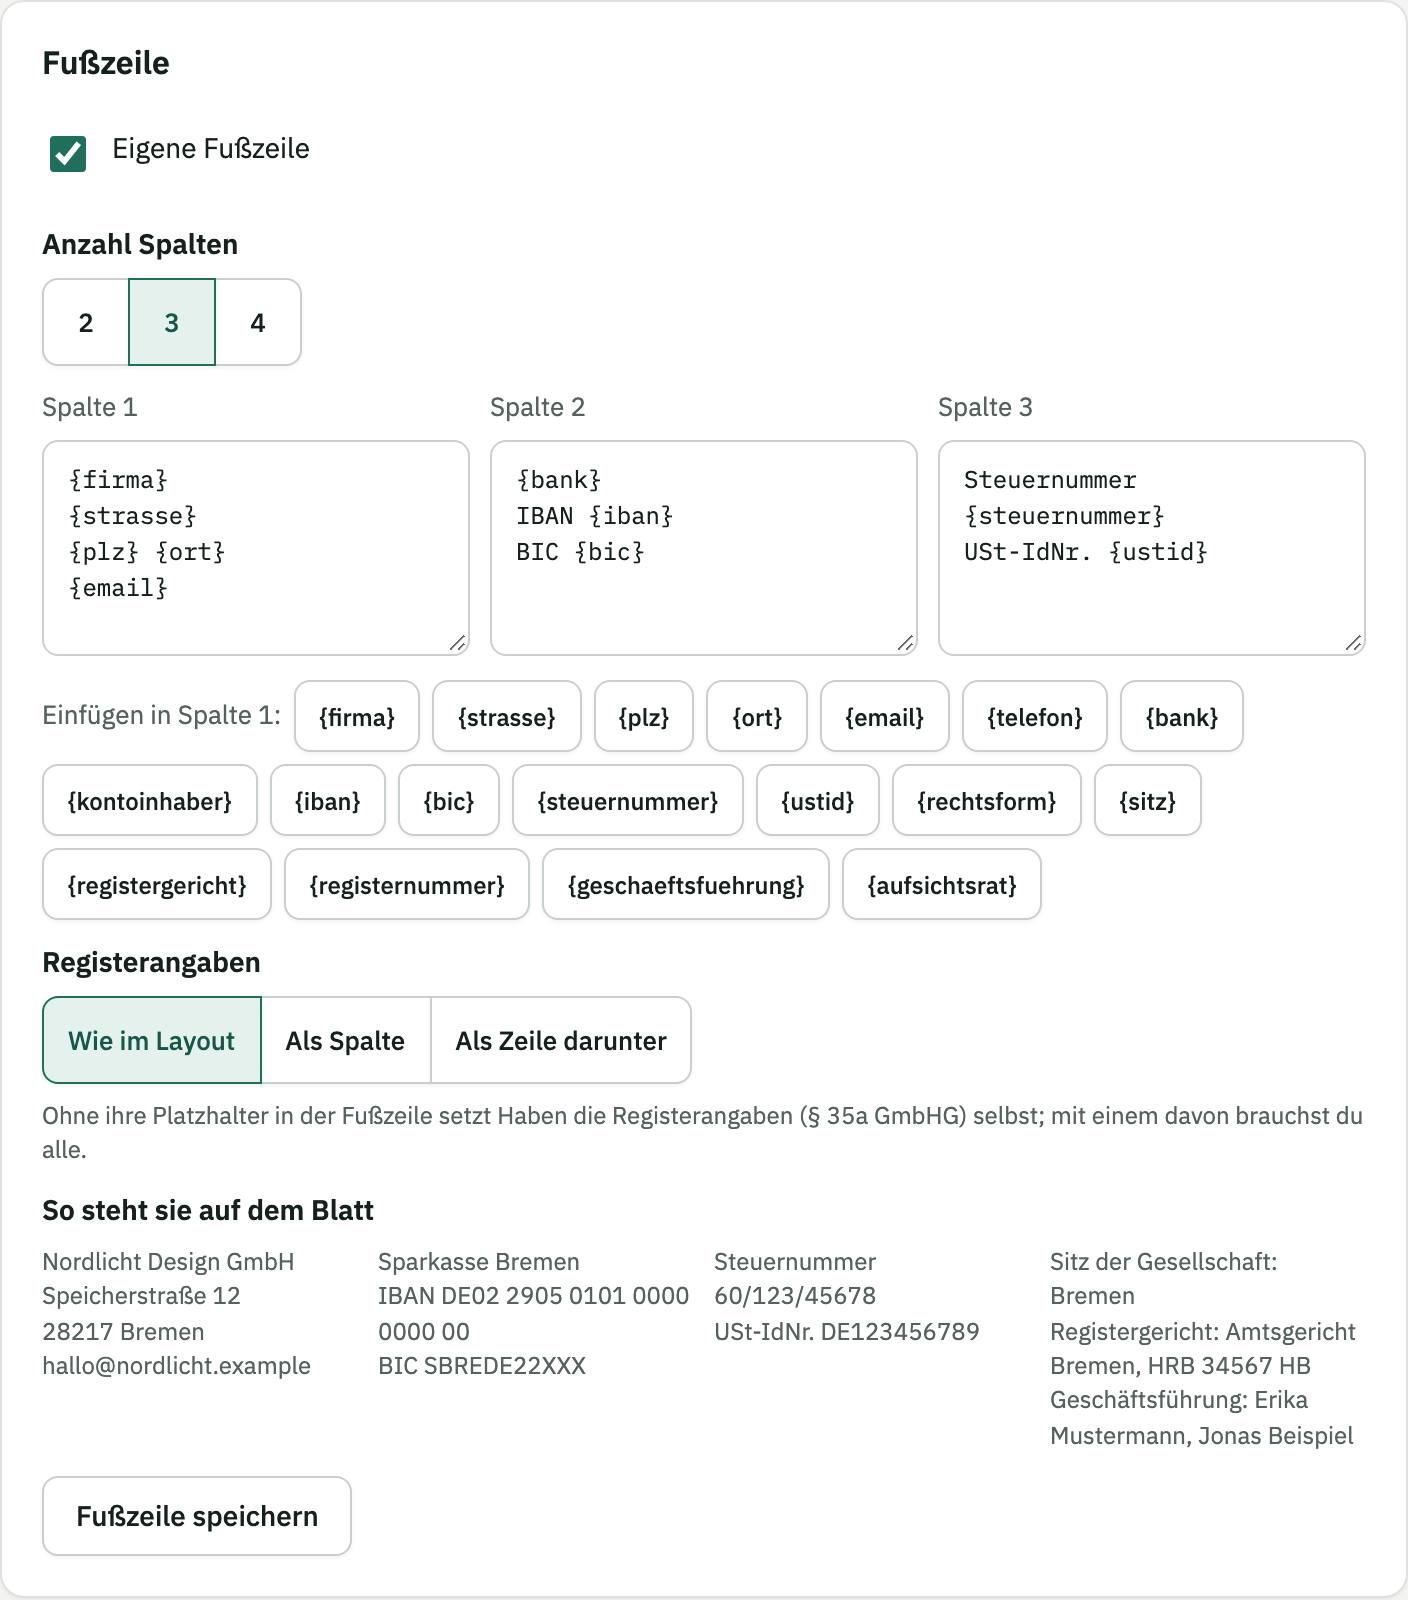 Fußzeile
Eigene Fußzeile
Anzahl Spalten
2 3 4
Spalte 1
{firma}
{strasse}
{plz} {ort}
{email}
Spalte 2
{bank}
IBAN {iban}
BIC {bic}
Spalte 3
Steuernummer
{steuernummer}
USt-IdNr. {ustid}
Einfügen in Spalte 1: {firma} {strasse} {plz} {ort} {email} {telefon} {bank}
{kontoinhaber} {iban} {bic} {steuernummer} {ustid} {rechtsform} {sitz}
{registergericht} {registernummer} {geschaeftsfuehrung} {aufsichtsrat}
Registerangaben
Wie im Layout Als Spalte Als Zeile darunter
Ohne ihre Platzhalter in der Fußzeile setzt Haben die Registerangaben (§ 35a GmbHG) selbst; mit einem davon brauchst du
alle.
So steht sie auf dem Blatt
Nordlicht Design GmbH
Speicherstraße 12
28217 Bremen
hallo@nordlicht.example
Sparkasse Bremen
IBAN DE02 2905 0101 0000
0000 00
BIC SBREDE22XXX
Steuernummer
60/123/45678
USt-IdNr. DE123456789
Sitz der Gesellschaft:
Bremen
Registergericht: Amtsgericht
Bremen, HRB 34567 HB
Geschäftsführung: Erika
Mustermann, Jonas Beispiel
Fußzeile speichern